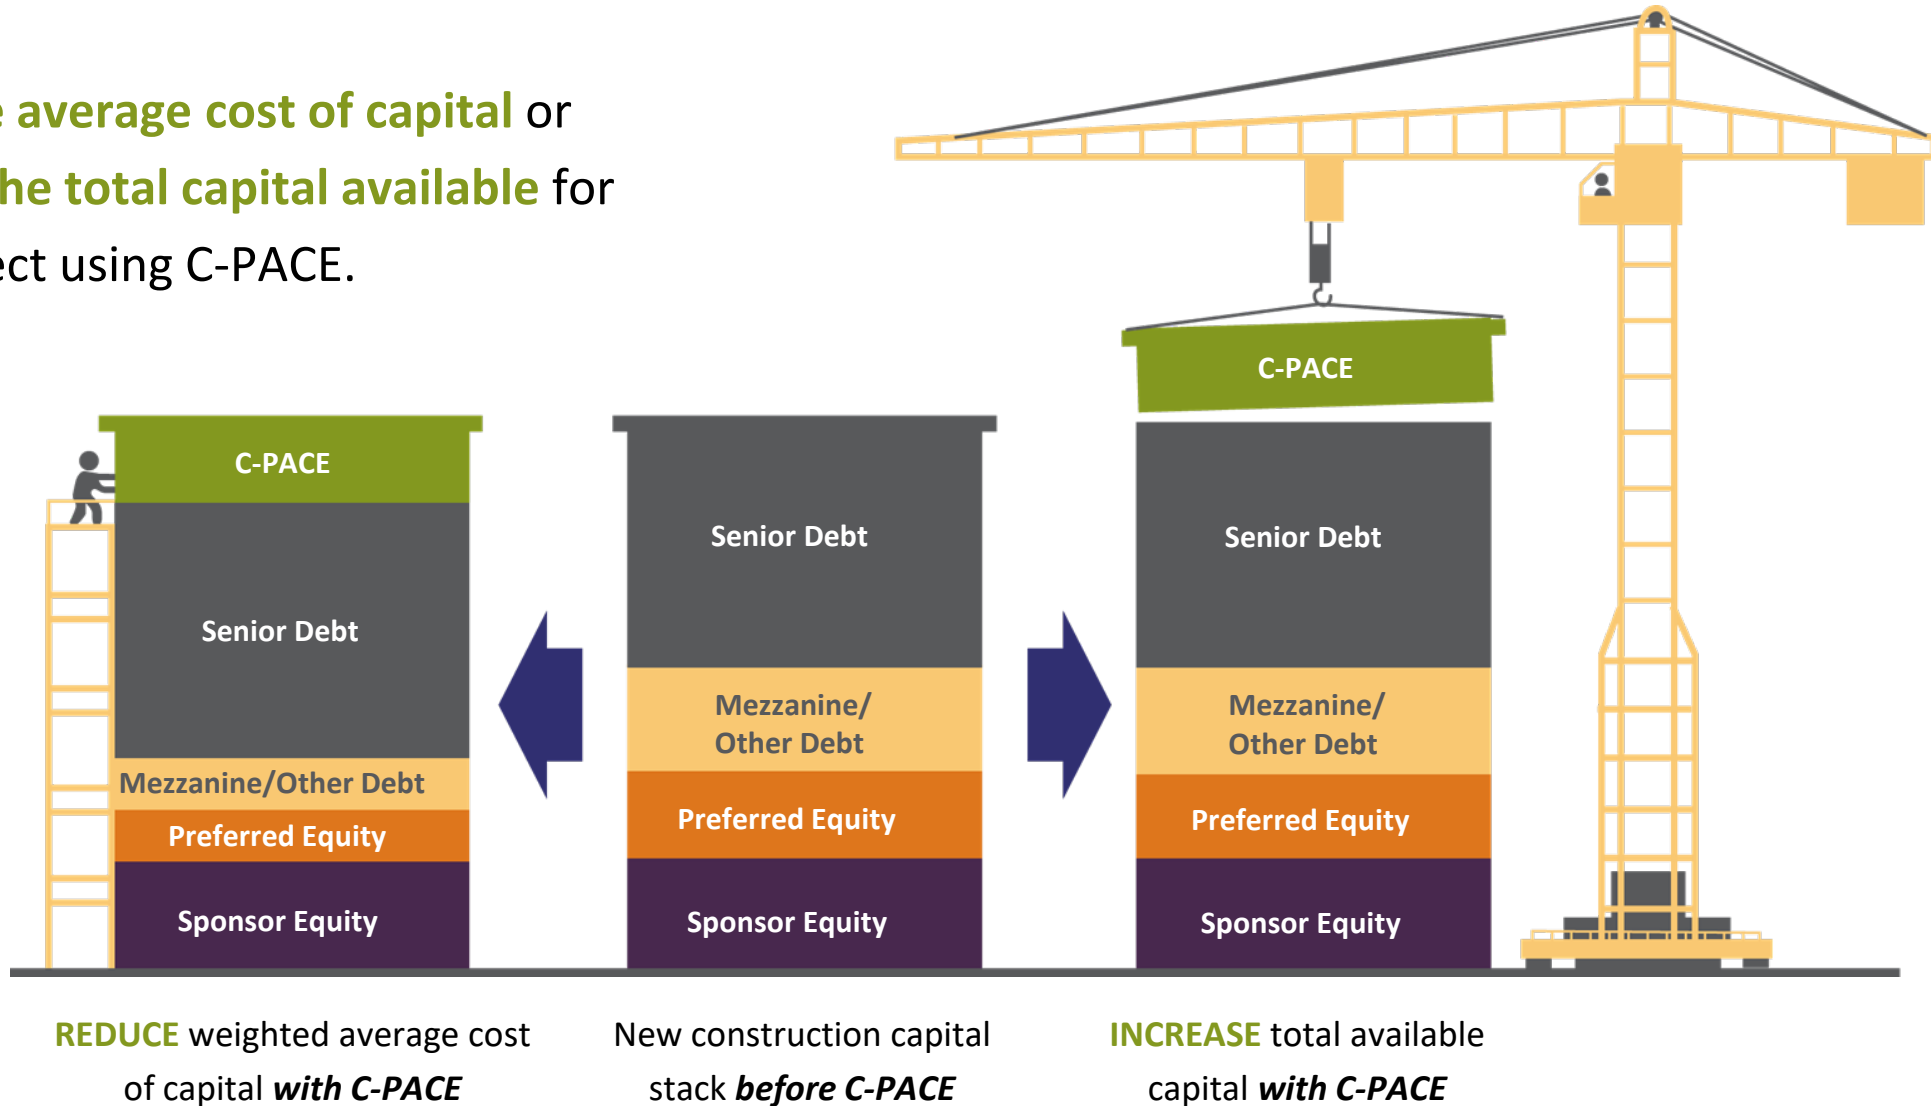 average cost of capital or
the total capital available for
using C-PACE.
C-PACE
Senior Debt
Mezzanine/Other Debt
Preferred Equity
Sponsor Equity
Senior Debt
Mezzanine/
Other Debt
Preferred Equity
Sponsor Equity
C-PACE
Senior Debt
Mezzanine/
Other Debt
Preferred Equity
Sponsor Equity
REDUCE weighted average cost
of capital with C-PACE
New construction capital
stack before C-PACE
INCREASE total available
capital with C-PACE